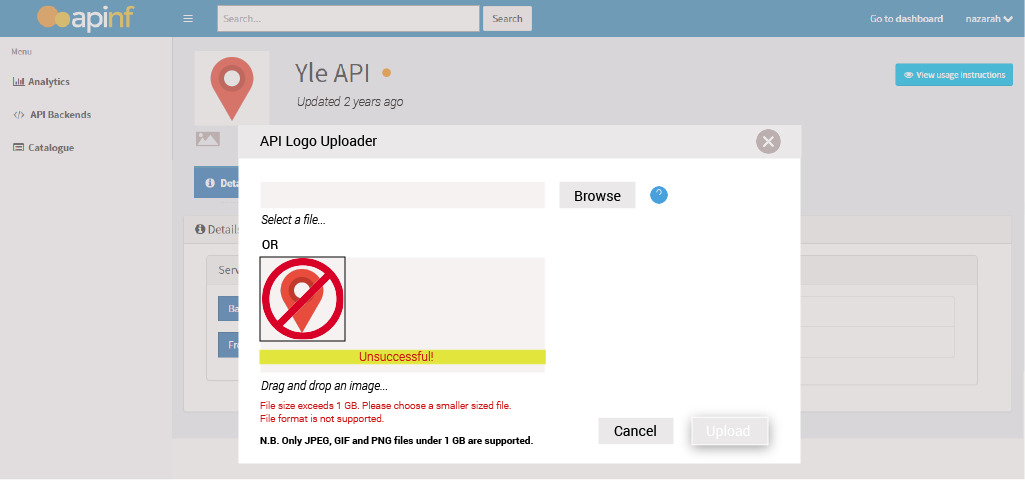 apinf
Search...
Search
Go to dashboard
nazarah
Menu
Analytics
API Backends
Catalogue
Yle API
Updated 2 years ago
View usage instructions
Deta
Details
Serv
Ba
Fr
API Logo Uploader
Browse
?
Select a file...
OR
Unsuccessful!
Drag and drop an image...
File size exceeds 1 GB. Please choose a smaller sized file.
File format is not supported.
N.B. Only JPEG, GIF and PNG files under 1 GB are supported.
Cancel
Upload